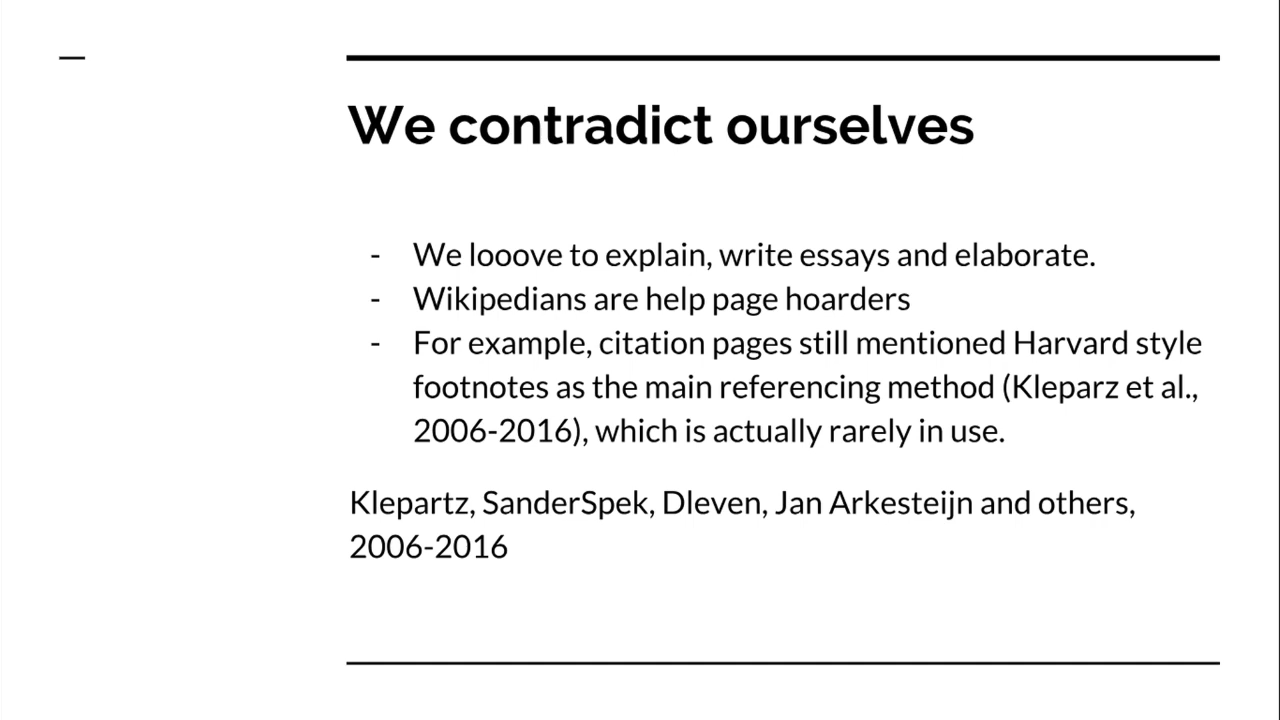 We contradict ourselves
- We looove to explain, write essays and elaborate.
- Wikipedians are help page hoarders
- For example, citation pages still mentioned Harvard style
footnotes as the main referencing method (Kleparz et al.,
2006-2016), which is actually rarely in use.
Klepartz, SanderSpek, Dleven, Jan Arkesteijn and others,
2006-2016